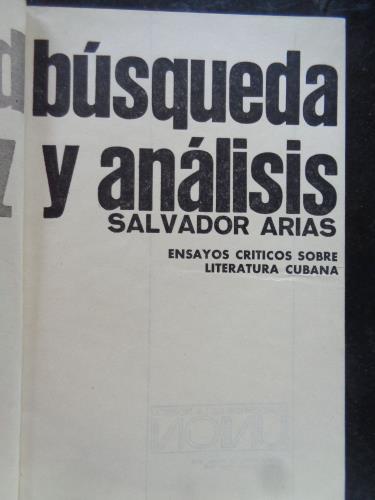 búsqueda
y análisis
SALVADOR ARIAS
ENSAYOS CRITICOS SOBRE
LITERATURA CUBANA